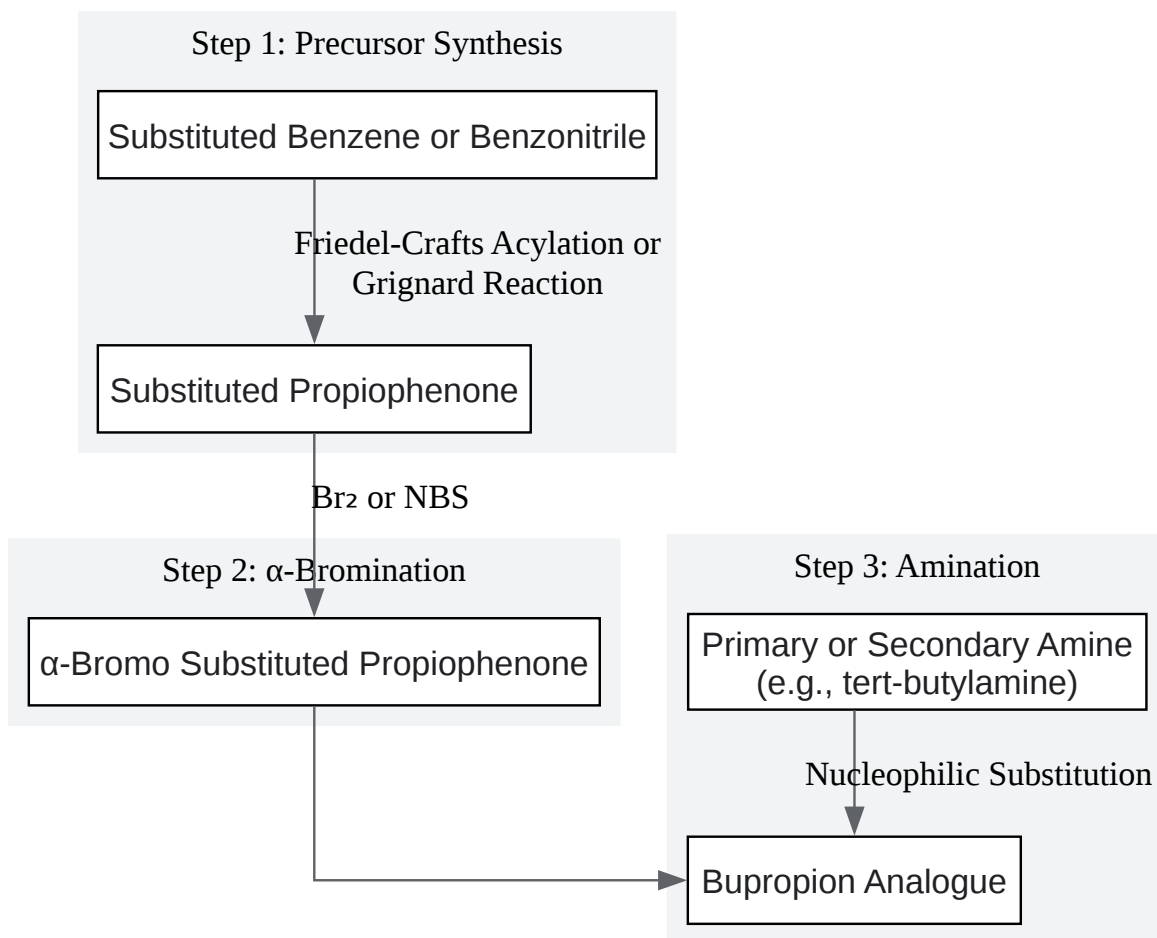 Step 1: Precursor Synthesis
Substituted Benzene or Benzonitrile
Friedel-Crafts Acylation or
Grignard Reaction
Substituted Propiophenone
Br₂ or NBS
Step 2: α-Bromination
α-Bromo Substituted Propiophenone
Step 3: Amination
Primary or Secondary Amine
(e.g., tert-butylamine)
Nucleophilic Substitution
Bupropion Analogue